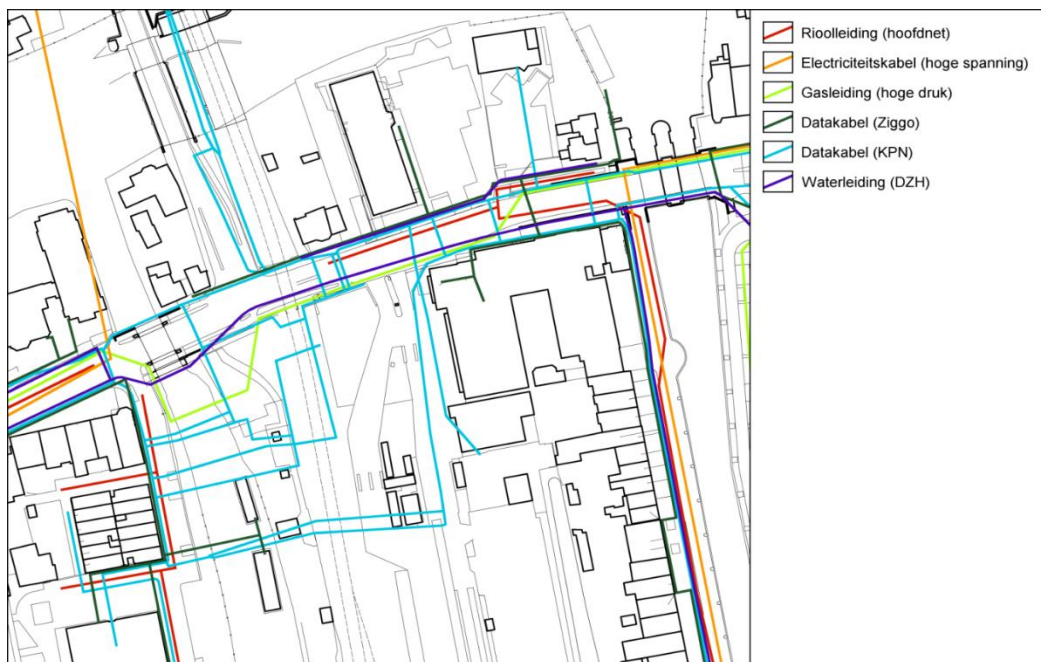 Rioolleiding (hoofdnet)
Electriciteitskabel (hoge spanning)
Gasleiding (hoge druk)
Datakabel (Ziggo)
Datakabel (KPN)
Waterleiding (DZH)